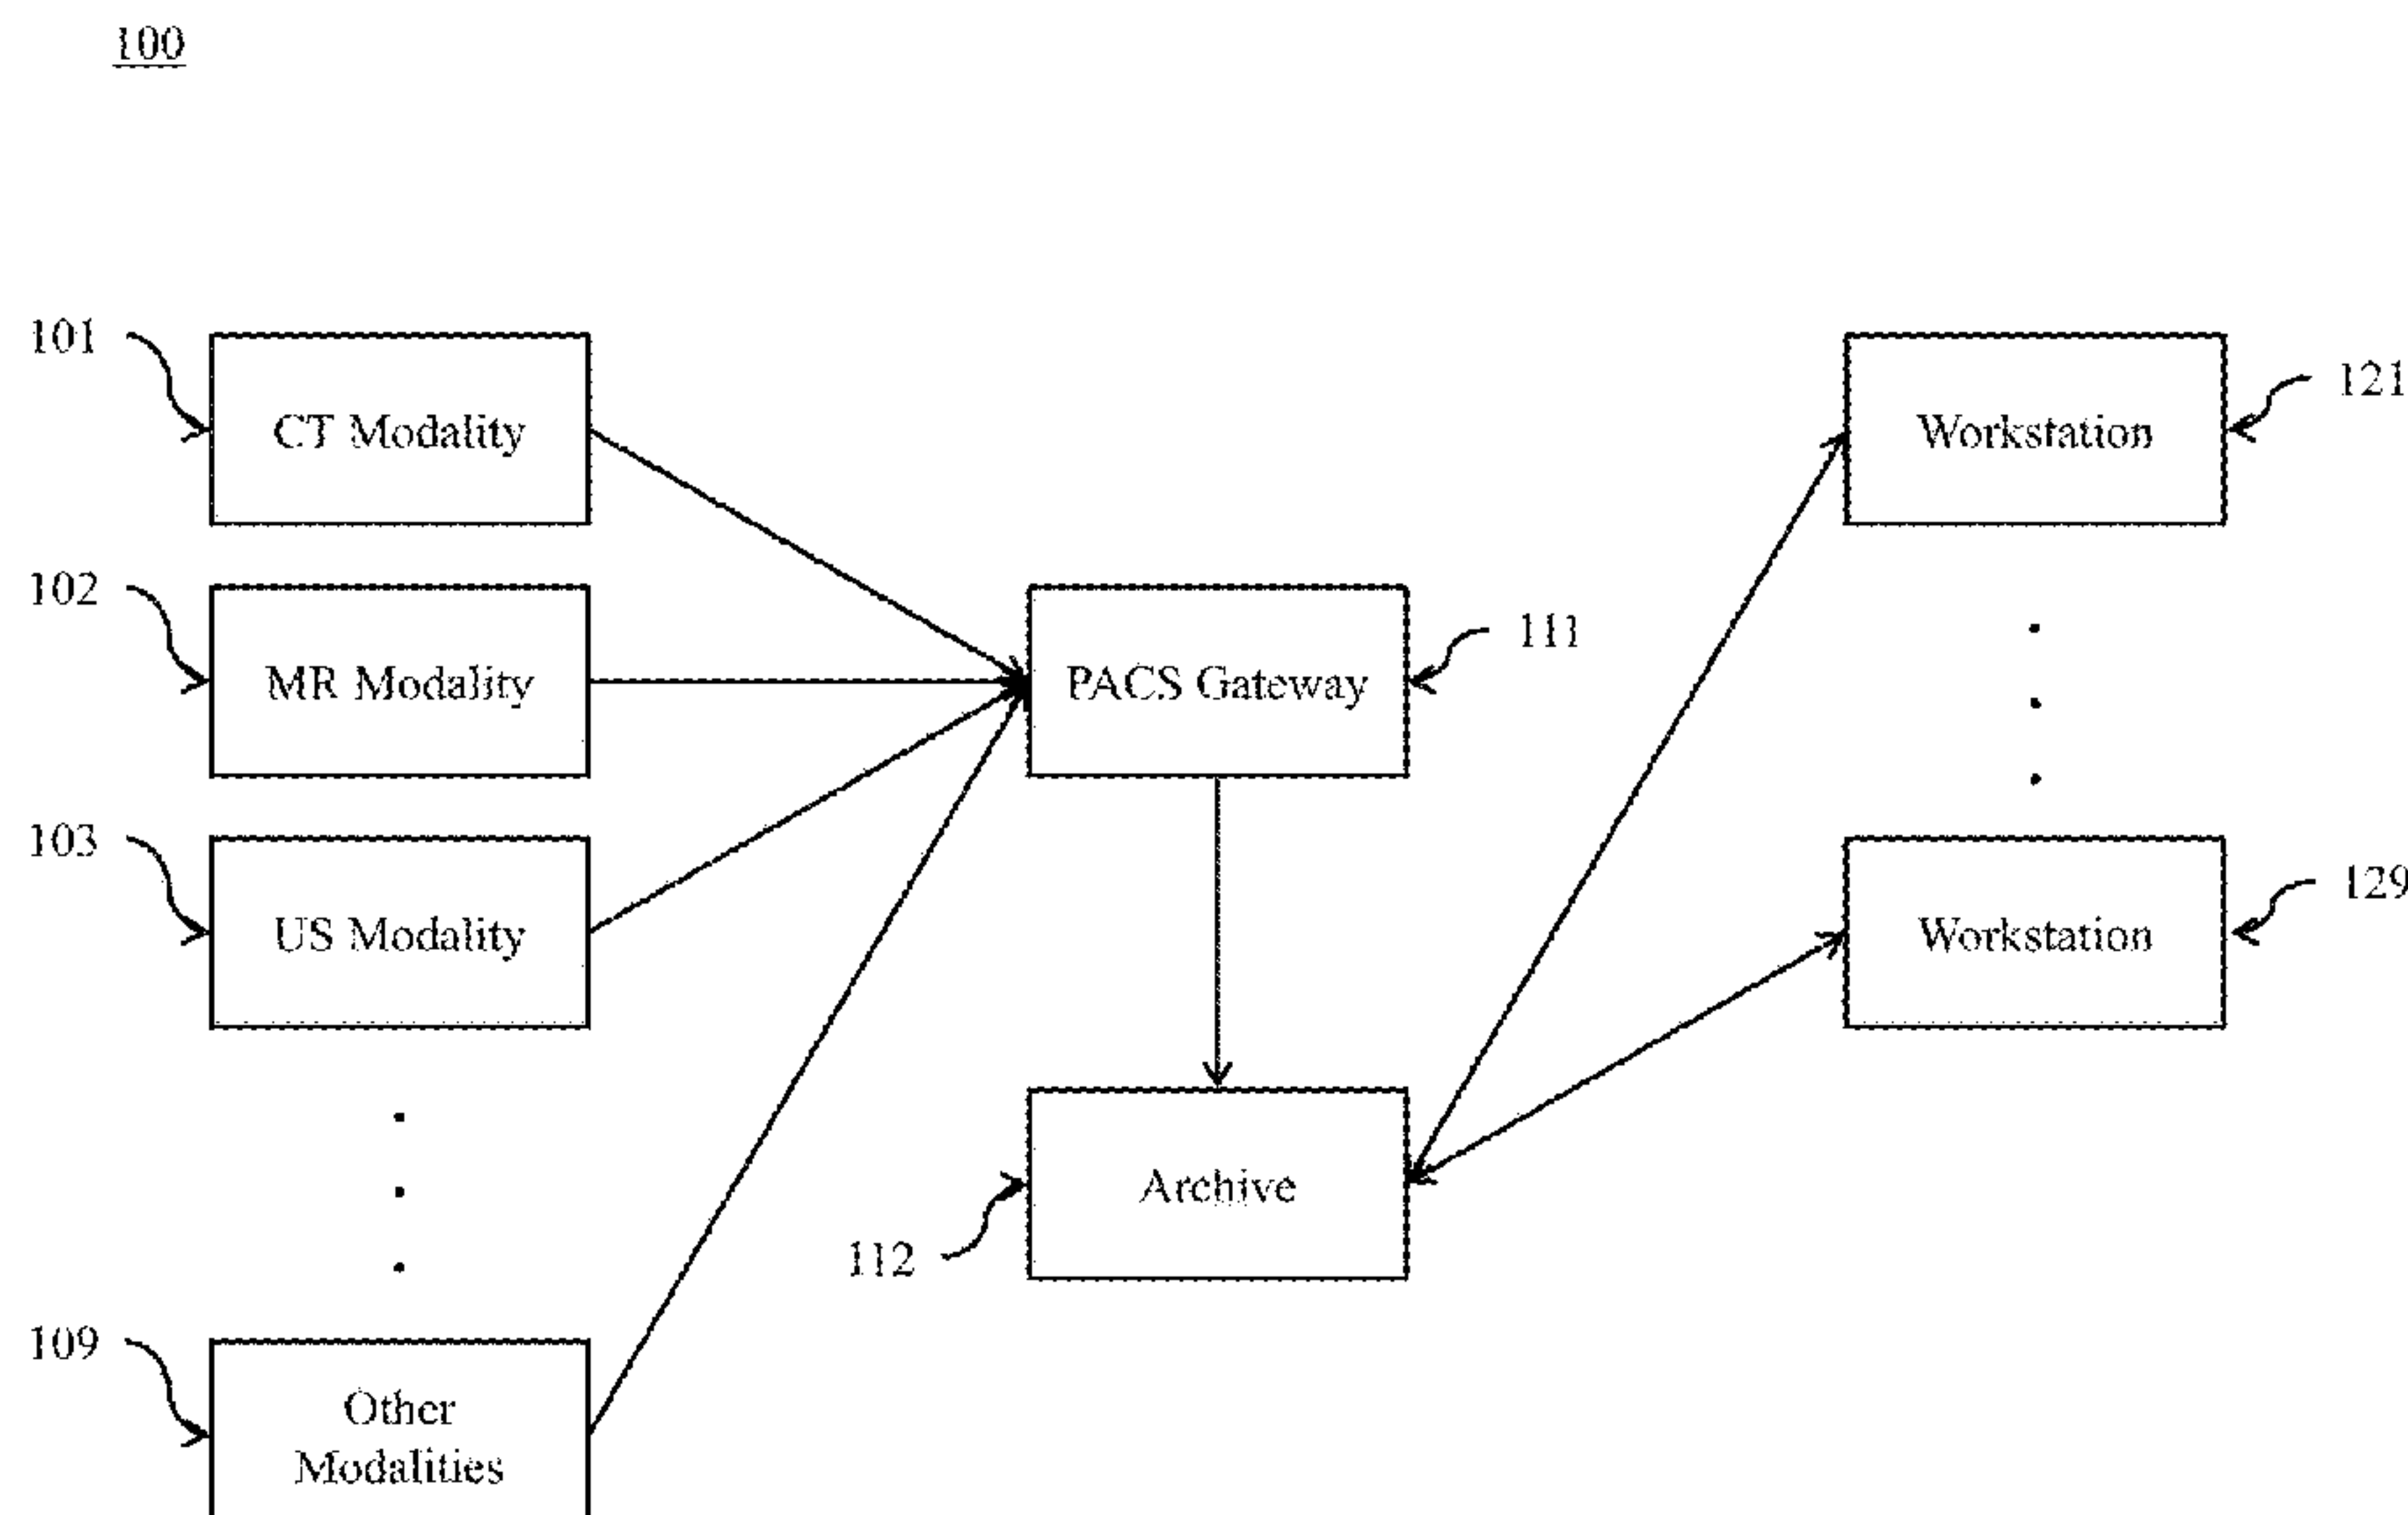 100
101
CT Modality
Workstation
121
102
MR Modality
PACS Gateway
111
103
US Modality
Workstation
129
Archive
112
109
Other
Modalities